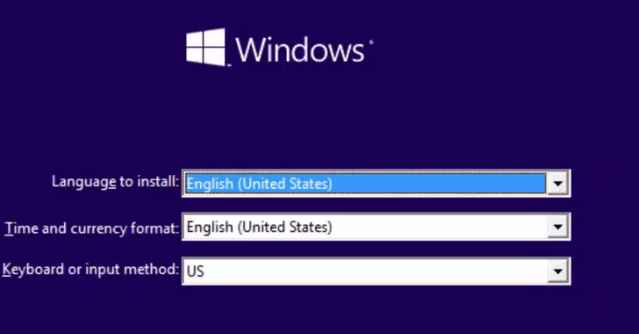 Windows
Language to install: English (United States)
Time and currency format: English (United States)
Keyboard or input method: US